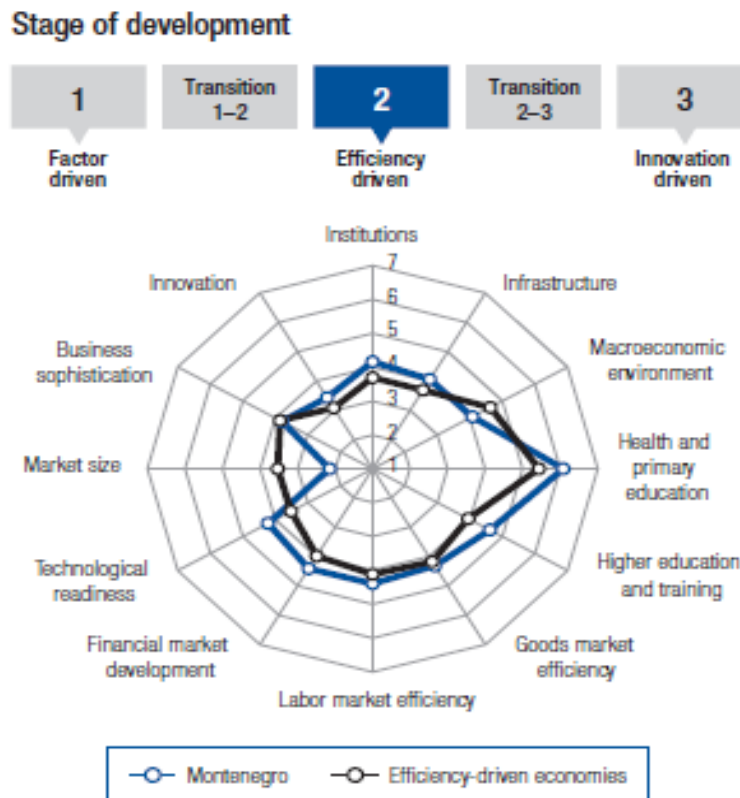 Stage of development
1
Transition
1–2
2
Transition
2–3
3
Factor
driven
Efficiency
driven
Innovation
driven
Institutions
Infrastructure
Macroeconomic
environment
Health and
primary
education
Higher education
and training
Goods market
efficiency
Labor market efficiency
Financial market
development
Technological
readiness
Market size
Business
sophistication
Innovation
7
6
5
4
3
2
1
Montenegro
Efficiency-driven economies